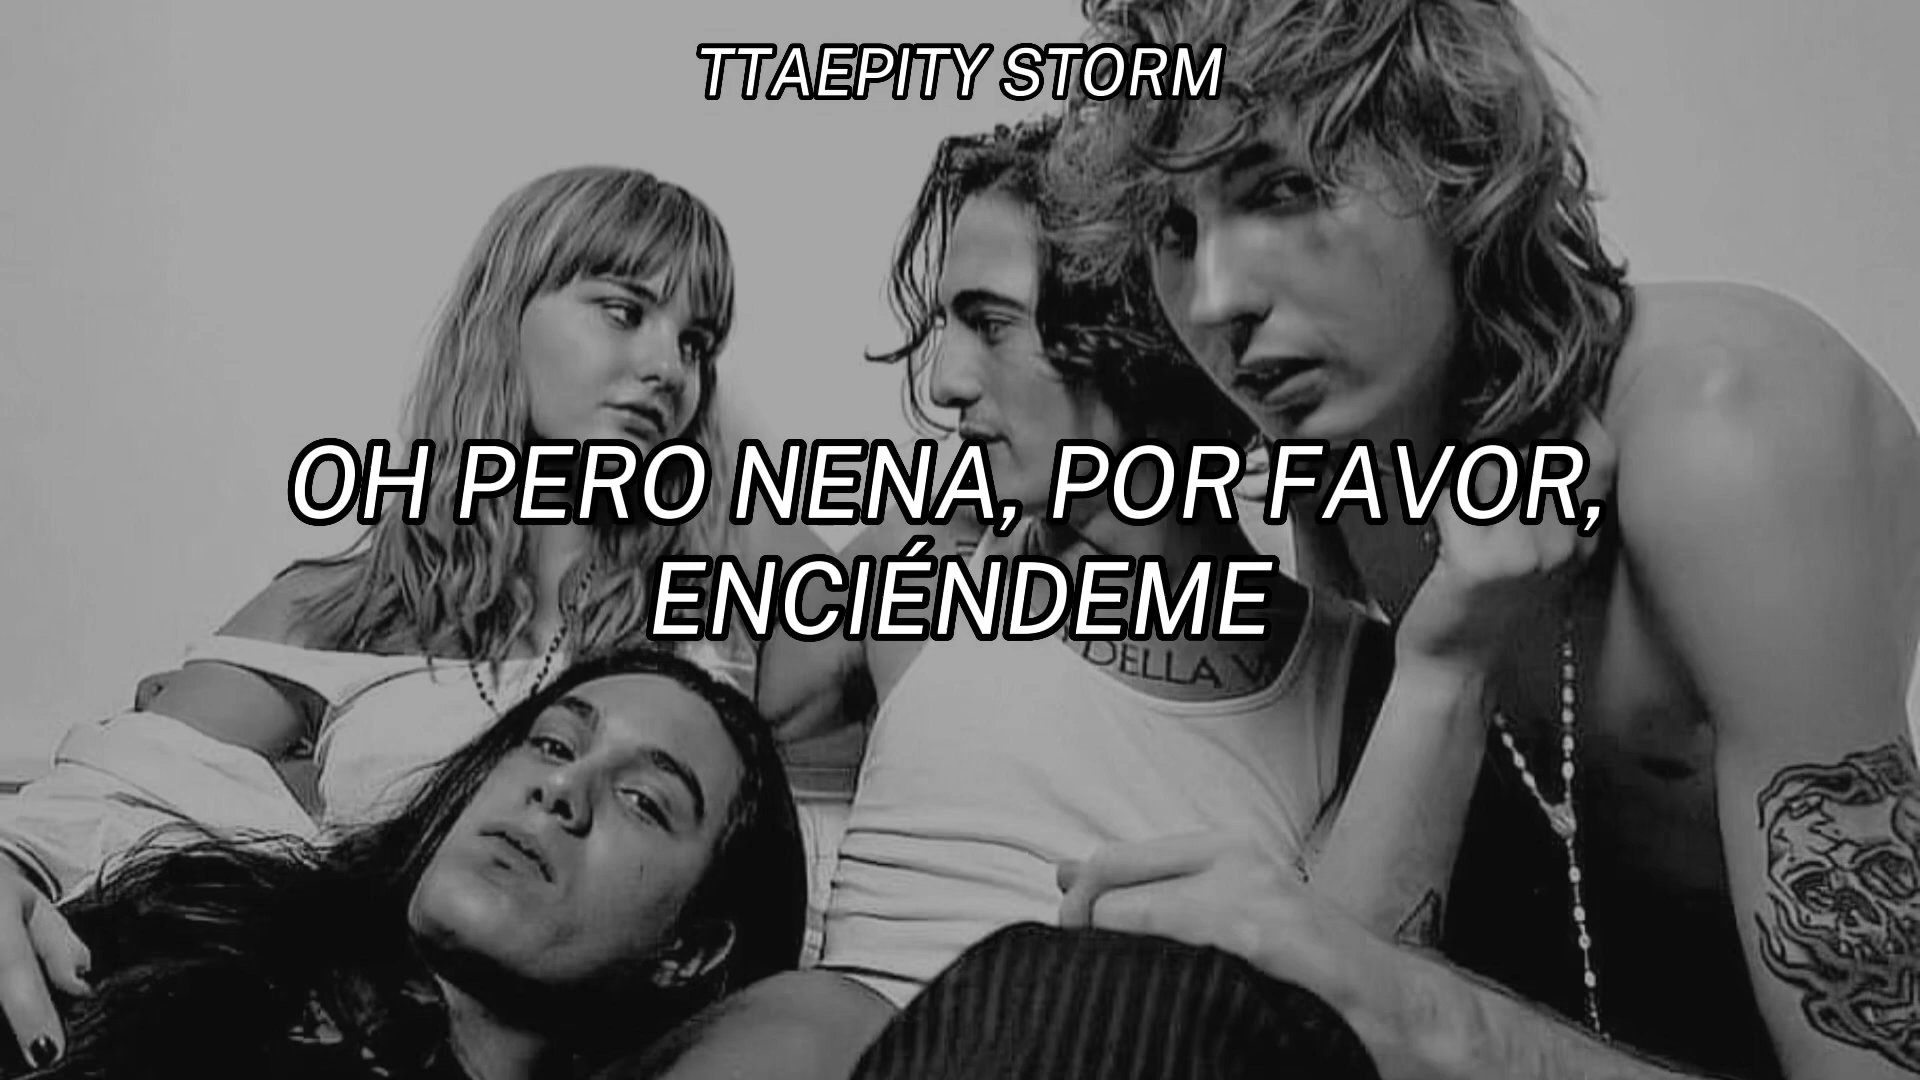 TTAEPITY STORM
OH PERO NENA, POR FAVOR,
ENCIÉNDEME
DELLA V